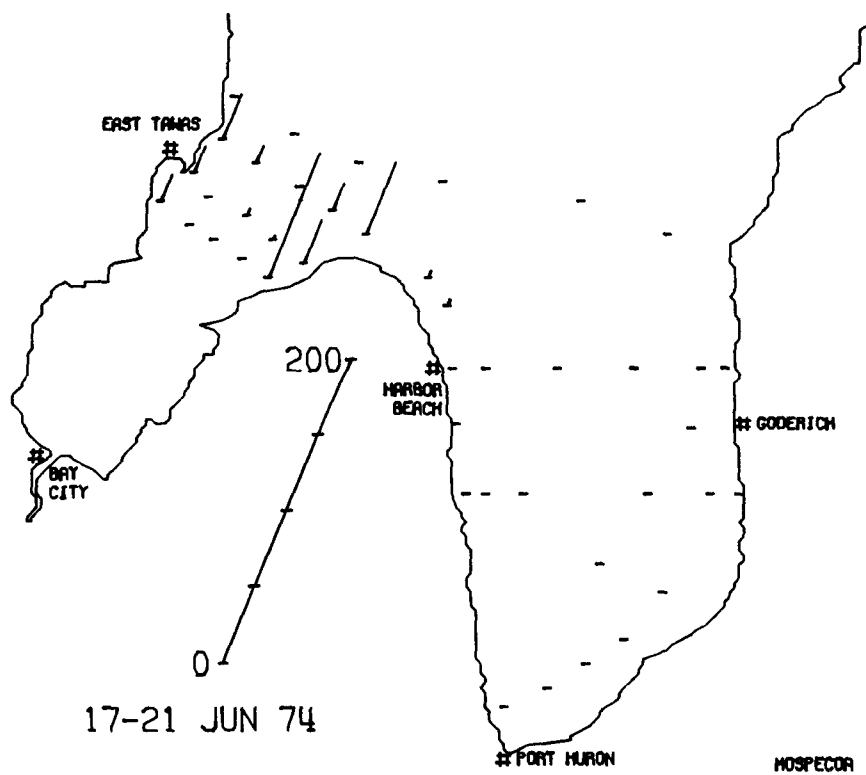 EAST TAWAS
#
200
#
HARBOR
BEACH
# GODERICH
#
BAY
CITY
0
17-21 JUN 74
# PORT HURON
MOSPECOR